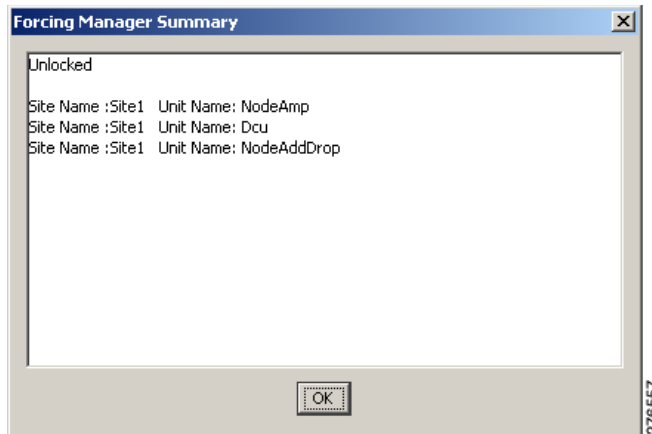 Forcing Manager Summary
Unlocked
Site Name :Site1 Unit Name: NodeAmp
Site Name :Site1 Unit Name: Dcu
Site Name :Site1 Unit Name: NodeAddDrop
OK